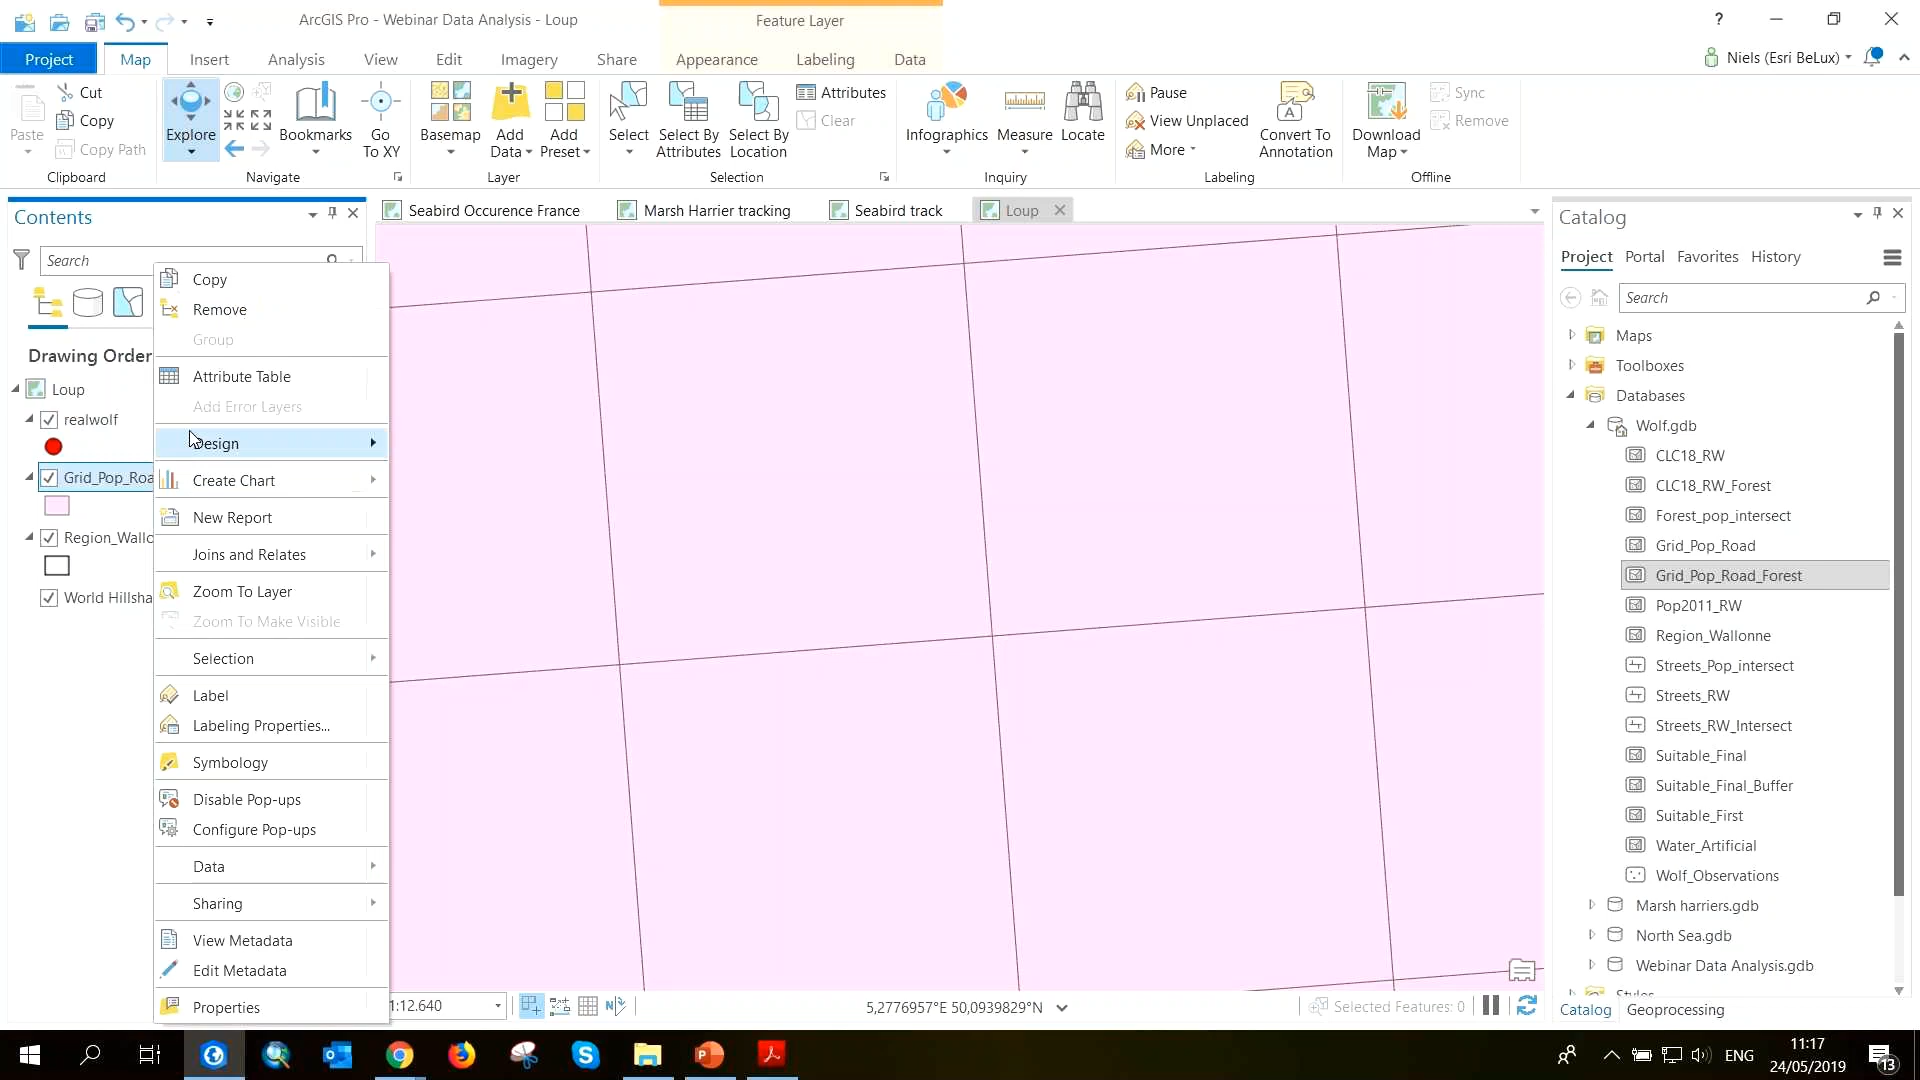 ArcGIS Pro - Webinar Data Analysis - Loup
Feature Layer
?
Project
Map
Insert
Analysis
View
Edit
Imagery
Share
Appearance
Labeling
Data
Niels (Esri BeLux)
Paste
Cut
Copy
Copy Path
Clipboard
Explore
Bookmarks
Go
To XY
Navigate
Basemap
Add
Data
Add
Preset
Layer
Select
Select By
Attributes
Select By
Location
Attributes
Clear
Selection
Infographics
Measure
Locate
Inquiry
Pause
View Unplaced
More
Convert To
Annotation
Labeling
Download
Map
Sync
Remove
Offline
Contents
Search
Drawing Order
Loup
realwolf
Grid_Pop_Roa
Region_Wallo
World Hillsha
Copy
Remove
Group
Attribute Table
Add Error Layers
Design
Create Chart
New Report
Joins and Relates
Zoom To Layer
Zoom To Make Visible
Selection
Label
Labeling Properties...
Symbology
Disable Pop-ups
Configure Pop-ups
Data
Sharing
View Metadata
Edit Metadata
Properties
Seabird Occurence France
Marsh Harrier tracking
Seabird track
Loup
1:12.640
5,2776957°E 50,0939829°N
Selected Features: 0
Catalog
Project
Portal
Favorites
History
Search
Maps
Toolboxes
Databases
Wolf.gdb
CLC18_RW
CLC18_RW_Forest
Forest_pop_intersect
Grid_Pop_Road
Grid_Pop_Road_Forest
Pop2011_RW
Region_Wallonne
Streets_Pop_intersect
Streets_RW
Streets_RW_Intersect
Suitable_Final
Suitable_Final_Buffer
Suitable_First
Water_Artificial
Wolf_Observations
Marsh harriers.gdb
North Sea.gdb
Webinar Data Analysis.gdb
Styles
Catalog
Geoprocessing
ENG
11:17
24/05/2019
13